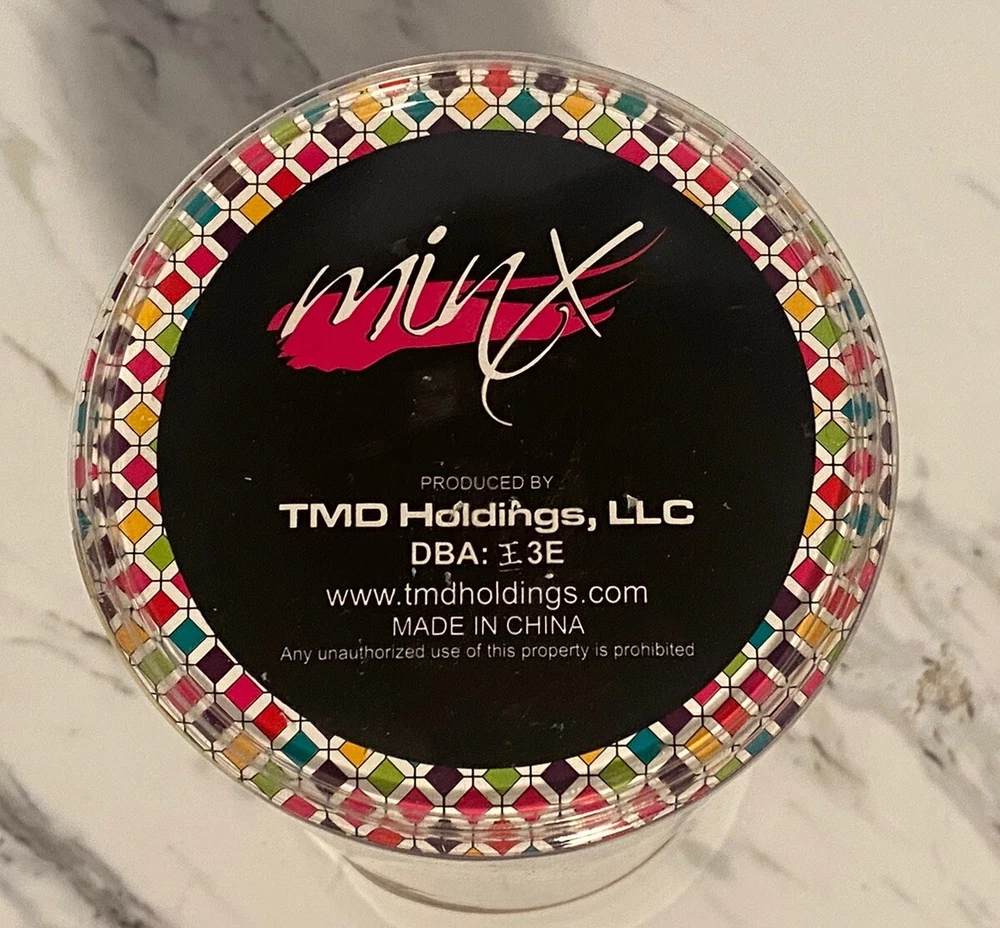 minx
PRODUCED BY
TMD Holdings, LLC
DBA: 王3E
www.tmdholdings.com
MADE IN CHINA
Any unauthorized use of this property is prohibited